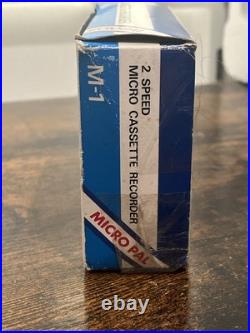 M-1
2 SPEED
MICRO CASSETTE RECORDER
MICRO PAL